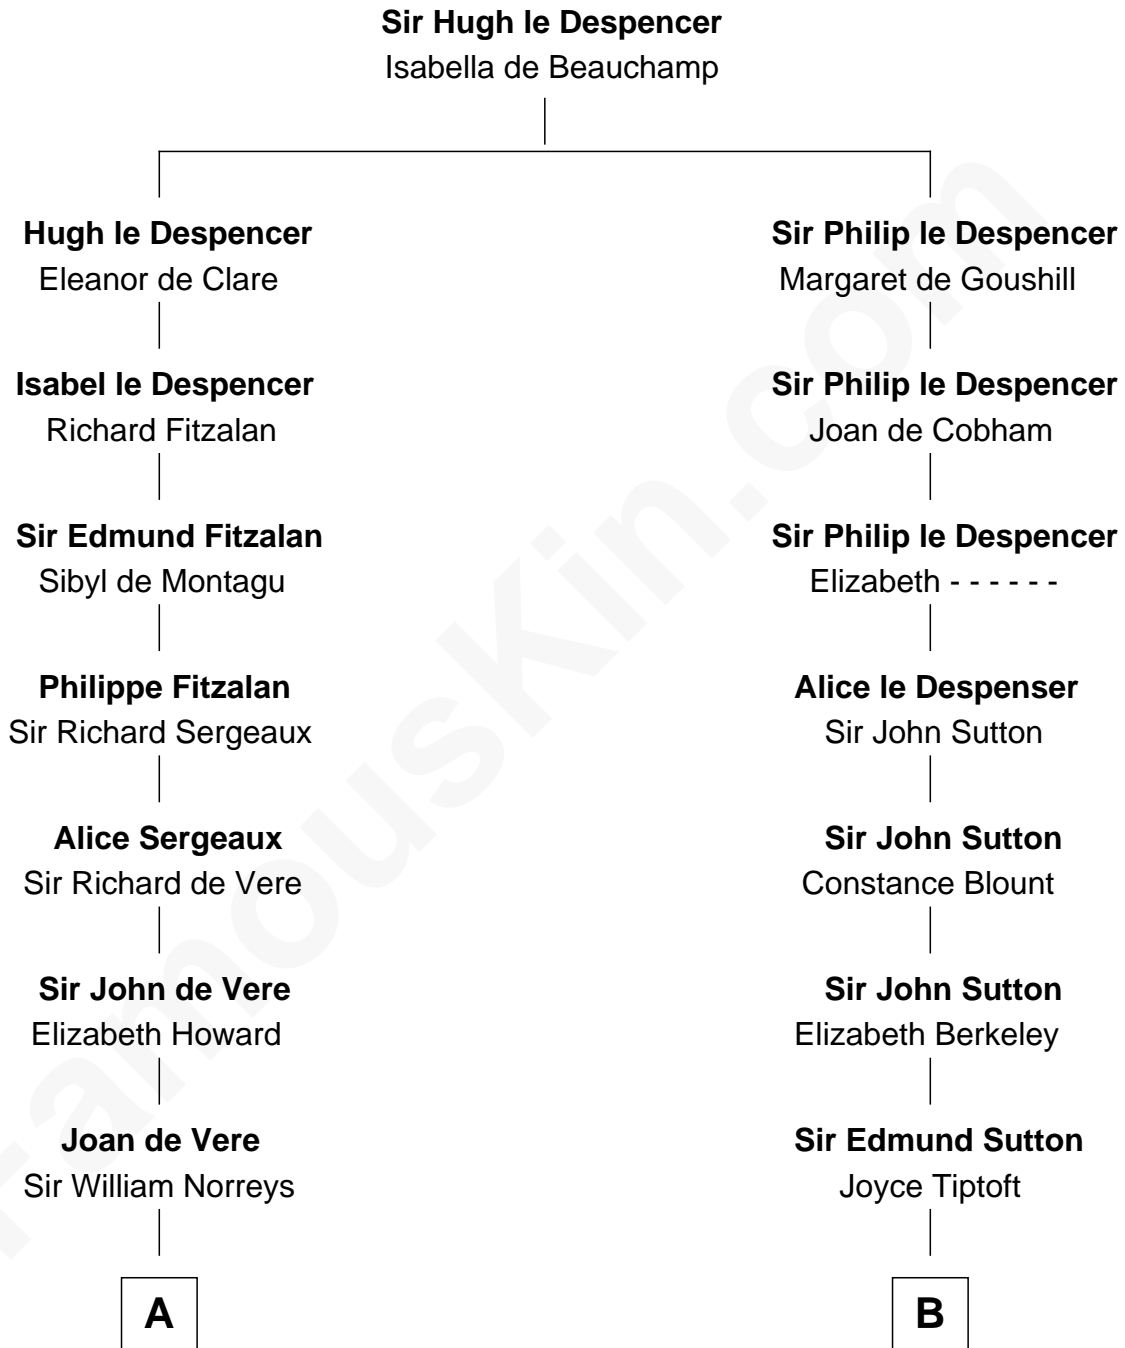 Sir Hugh le Despencer
Isabella de Beauchamp
Hugh le Despencer
Eleanor de Clare
Sir Philip le Despencer
Margaret de Goushill
Isabel le Despencer
Richard Fitzalan
Sir Philip le Despencer
Joan de Cobham
Sir Edmund Fitzalan
Sibyl de Montagu
Sir Philip le Despencer
Elizabeth - - - - - -
Philippe Fitzalan
Sir Richard Sergeaux
Alice le Despenser
Sir John Sutton
Alice Sergeaux
Sir Richard de Vere
Sir John Sutton
Constance Blount
Sir John de Vere
Elizabeth Howard
Sir John Sutton
Elizabeth Berkeley
Joan de Vere
Sir William Norreys
Sir Edmund Sutton
Joyce Tiptoft
A
B
FamousKin.com